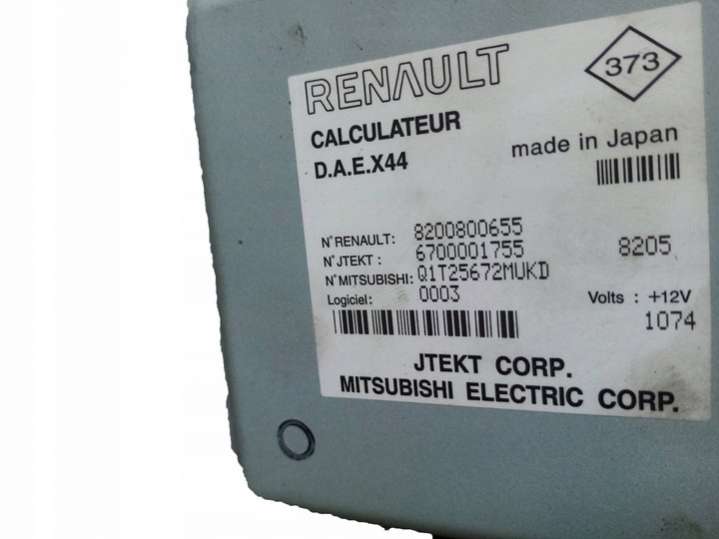 RENAULT
373
CALCULATEUR
D.A.E.X44
made in Japan
N°RENAULT: 8200800655
N°JTEKT : 6700001755 8205
N°MITSUBISHI: Q1T25672MUKD
Logiciel: 0003 Volts : +12V
1074
JTEKT CORP.
MITSUBISHI ELECTRIC CORP.